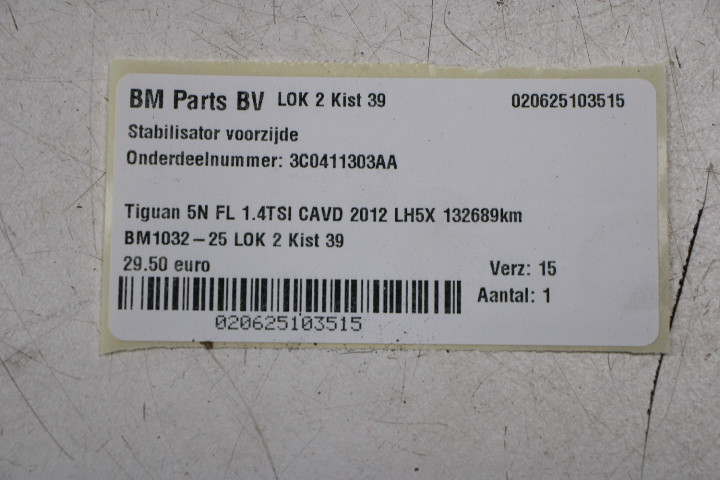 BM Parts BV LOK 2 Kist 39 020625103515
Stabilisator voorzijde
Onderdeelnummer: 3C0411303AA
Tiguan 5N FL 1.4TSI CAVD 2012 LH5X 132689km
BM1032-25 LOK 2 Kist 39
29.50 euro Verz: 15
Aantal: 1
020625103515